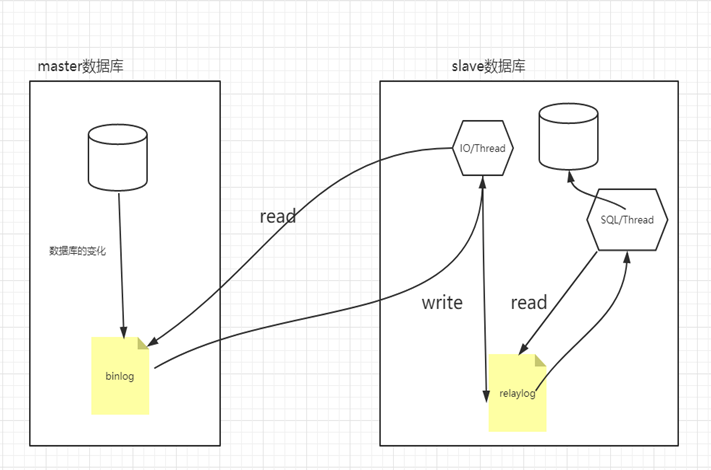 master数据库
slave数据库
IO/Thread
SQL/Thread
read
数据库的变化
write
read
binlog
relaylog